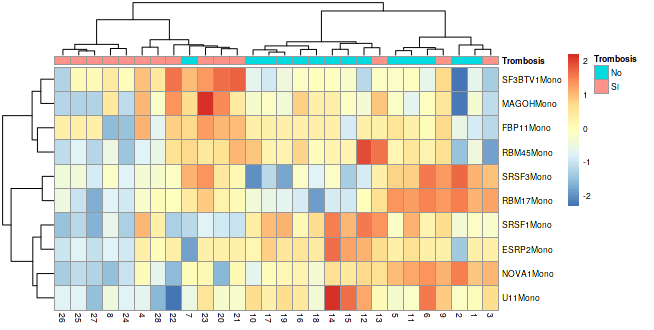 Trombosis
SF3BTV1Mono
MAGOHMono
FBP11Mono
RBM45Mono
SRSF3Mono
RBM17Mono
SRSF1Mono
ESRP2Mono
NOVA1Mono
U11Mono
26 25 27 8 24 4 28 22 7 23 20 21 10 17 19 16 18 14 15 12 13 5 11 6 9 2 1 3
2
1
0
-1
-2
Trombosis
No
SI